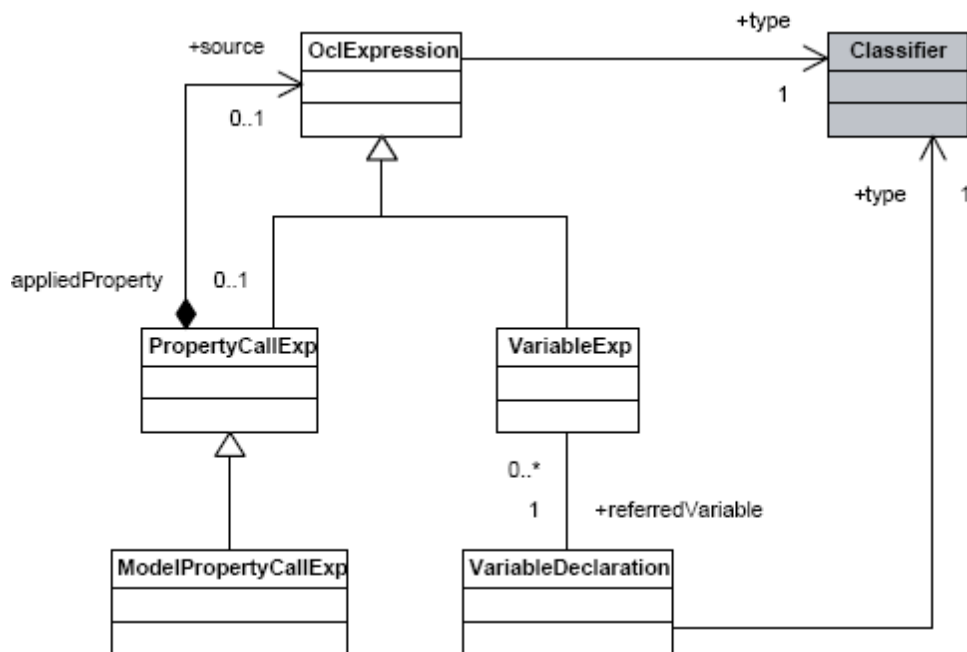 +source
OclExpression
+type
Classifier
0..1
1
+type
1
appliedProperty
0..1
PropertyCallExp
VariableExp
0..*
1
+referredVariable
ModelPropertyCallExp
VariableDeclaration